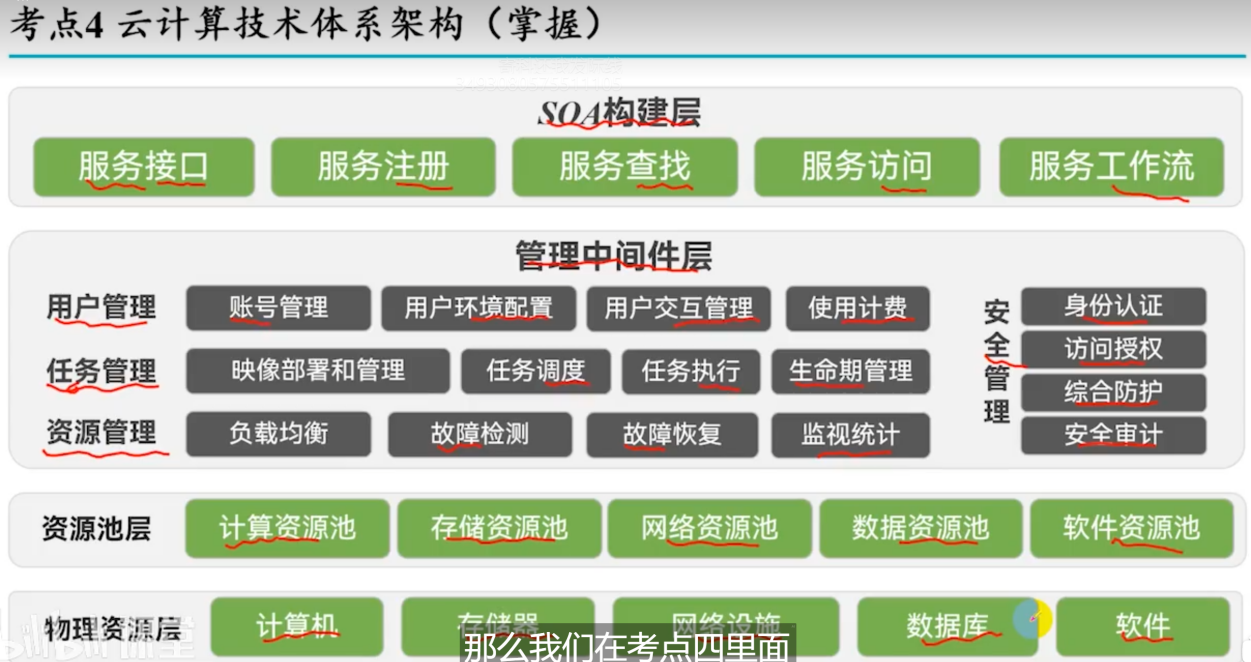 考点4 云计算技术体系架构（掌握）
SOA构建层
服务接口 服务注册 服务查找 服务访问 服务工作流
管理中间件层
用户管理 账号管理 用户环境配置 用户交互管理 使用计费
任务管理 映像部署和管理 任务调度 任务执行 生命期管理
资源管理 负载均衡 故障检测 故障恢复 监视统计
安全管理
身份认证
访问授权
综合防护
安全审计
资源池层 计算资源池 存储资源池 网络资源池 数据资源池 软件资源池
物理资源层 计算机 存储器 网络设施 数据库 软件
bilibili课堂
那么我们在考点四里面